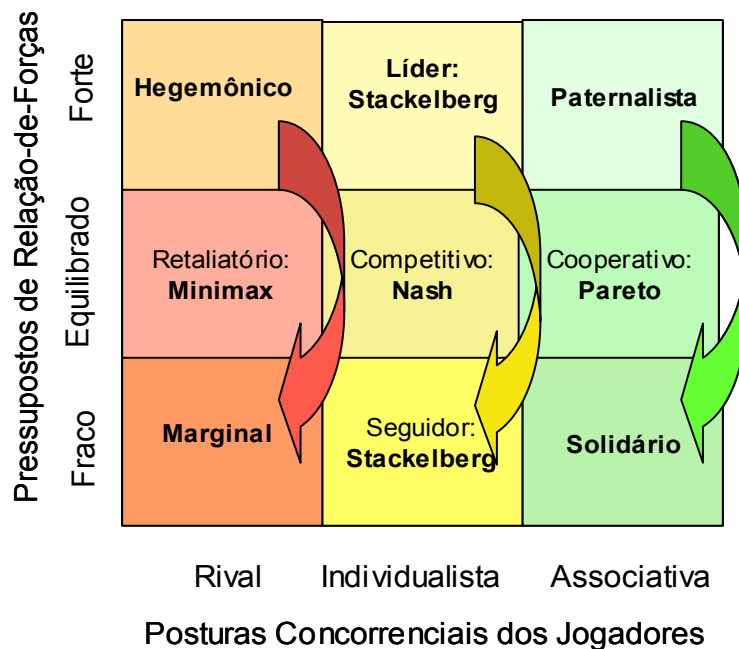 Pressupostos de Relação-de-Forças
Forte
Hegemônico
Líder:
Stackelberg
Paternalista
Equilibrado
Retaliatório:
Minimax
Competitivo:
Nash
Cooperativo:
Pareto
Fraco
Marginal
Seguidor:
Stackelberg
Solidário
Rival
Individualista
Associativa
Posturas Concorrenciais dos Jogadores